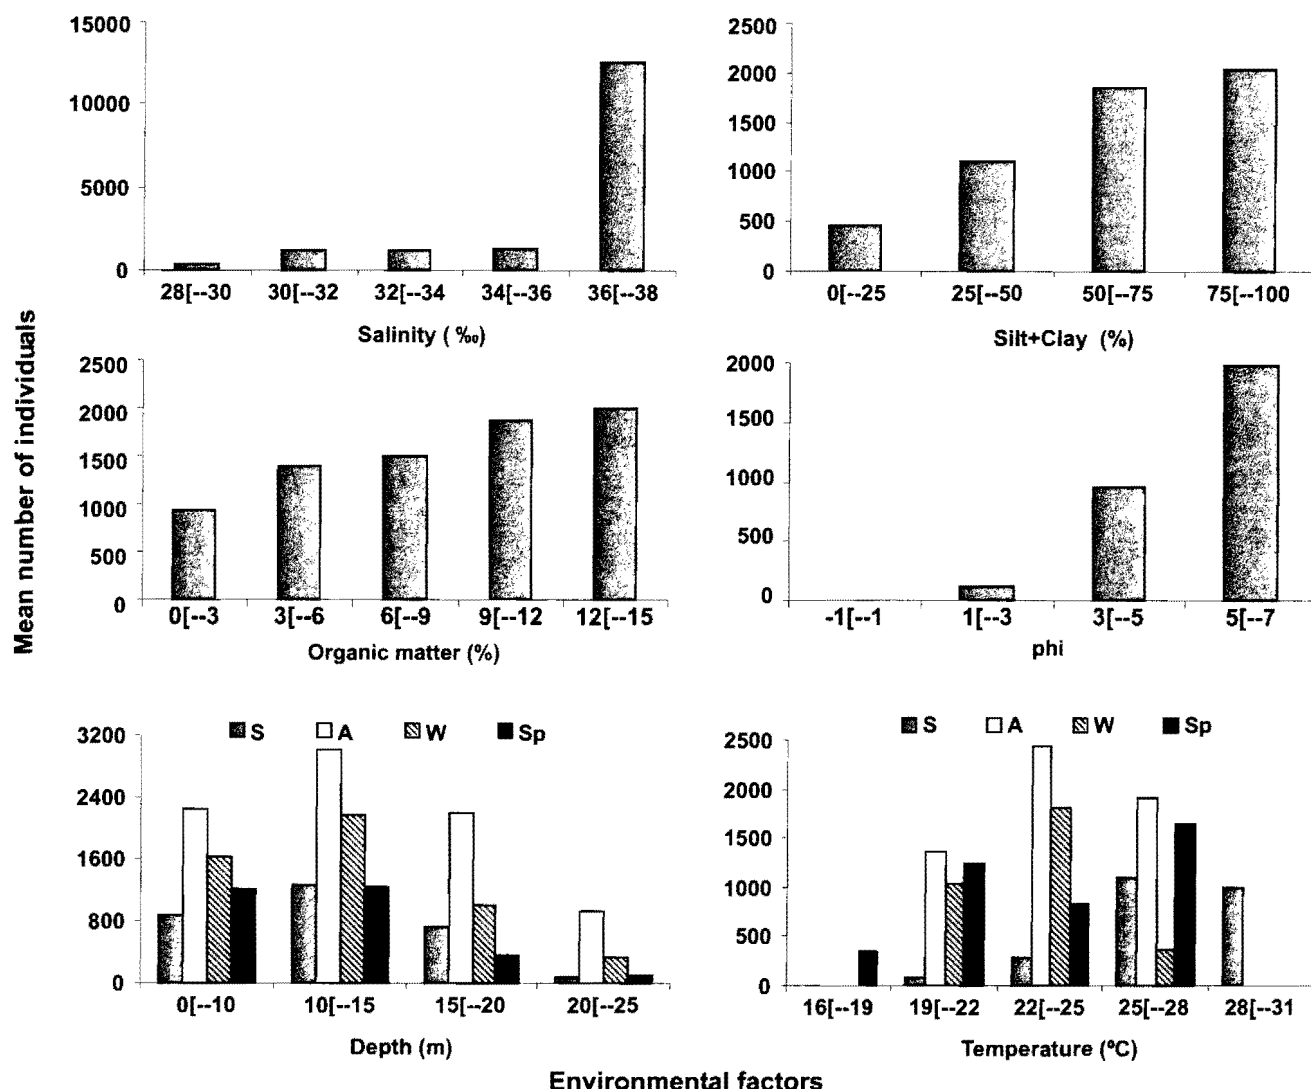 Mean number of individuals
15000
10000
5000
0
28[--30 30[--32 32[--34 34[--36 36[--38
Salinity ( ‰)
2500
2000
1500
1000
500
0
0[--25 25[--50 50[--75 75[--100
Silt+Clay (%)
2500
2000
1500
1000
500
0
0[--3 3[--6 6[--9 9[--12 12[--15
Organic matter (%)
2000
1500
1000
500
0
-1[--1 1[--3 3[--5 5[--7
phi
S A W Sp
3200
2400
1600
800
0
0[--10 10[--15 15[--20 20[--25
Depth (m)
S A W Sp
2500
2000
1500
1000
500
0
16[--19 19[--22 22[--25 25[--28 28[--31
Temperature (ºC)
Environmental factors